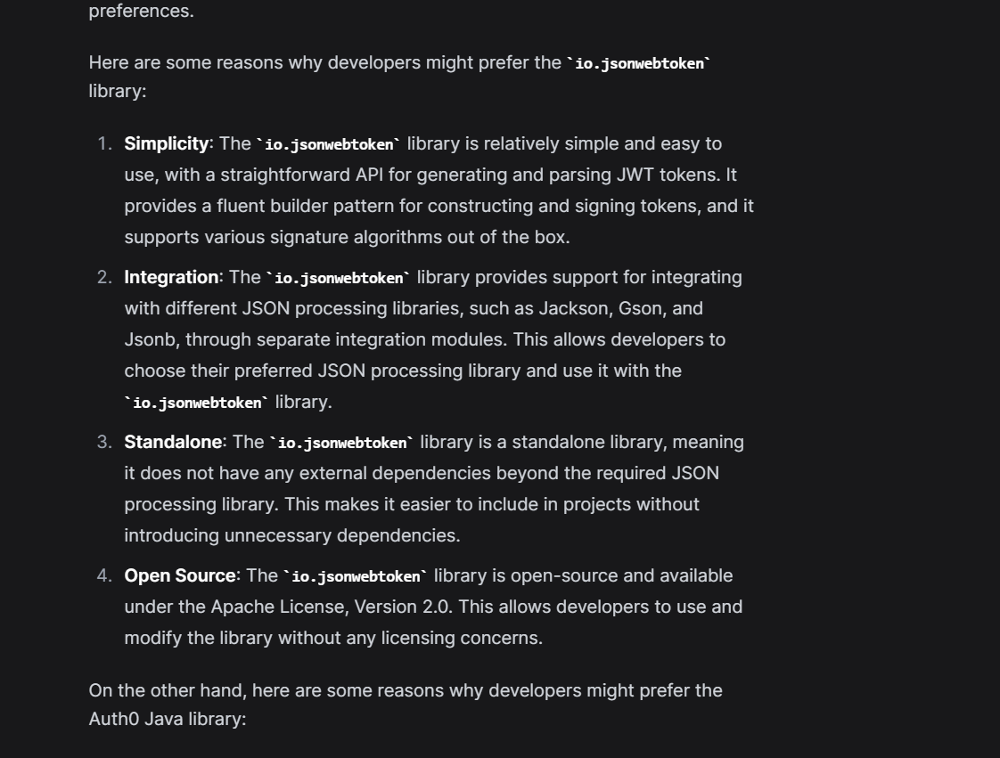 preferences.
Here are some reasons why developers might prefer the `io.jsonwebtoken`
library:
1. Simplicity: The `io.jsonwebtoken` library is relatively simple and easy to
use, with a straightforward API for generating and parsing JWT tokens. It
provides a fluent builder pattern for constructing and signing tokens, and it
supports various signature algorithms out of the box.
2. Integration: The `io.jsonwebtoken` library provides support for integrating
with different JSON processing libraries, such as Jackson, Gson, and
Jsonb, through separate integration modules. This allows developers to
choose their preferred JSON processing library and use it with the
`io.jsonwebtoken` library.
3. Standalone: The `io.jsonwebtoken` library is a standalone library, meaning
it does not have any external dependencies beyond the required JSON
processing library. This makes it easier to include in projects without
introducing unnecessary dependencies.
4. Open Source: The `io.jsonwebtoken` library is open-source and available
under the Apache License, Version 2.0. This allows developers to use and
modify the library without any licensing concerns.
On the other hand, here are some reasons why developers might prefer the
Auth0 Java library: